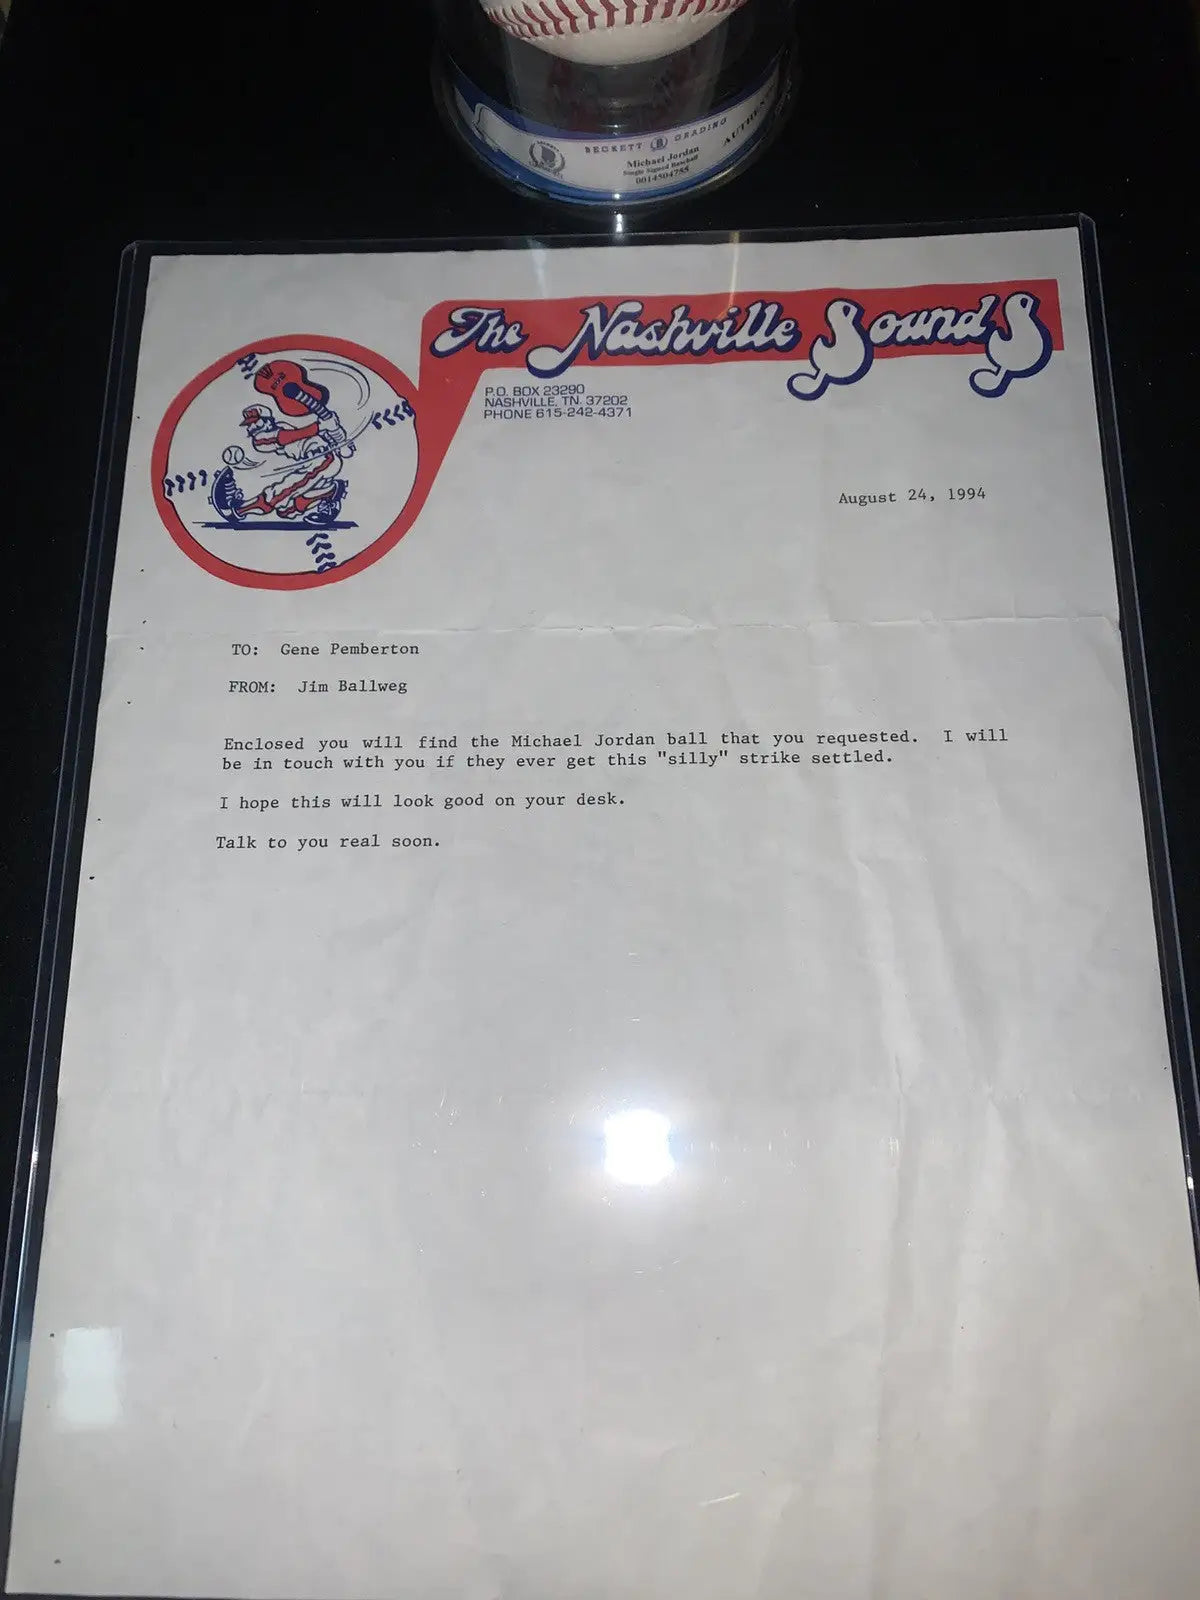 BECKETT GRADING
AUTHEN
Michael Jordan
Single Signed Baseball
0014504755
The Nashville Sounds
P.O. BOX 23290
NASHVILLE, TN. 37202
PHONE 615-242-4371
August 24, 1994
TO: Gene Pemberton
FROM: Jim Ballweg
Enclosed you will find the Michael Jordan ball that you requested. I will
be in touch with you if they ever get this "silly" strike settled.
I hope this will look good on your desk.
Talk to you real soon.